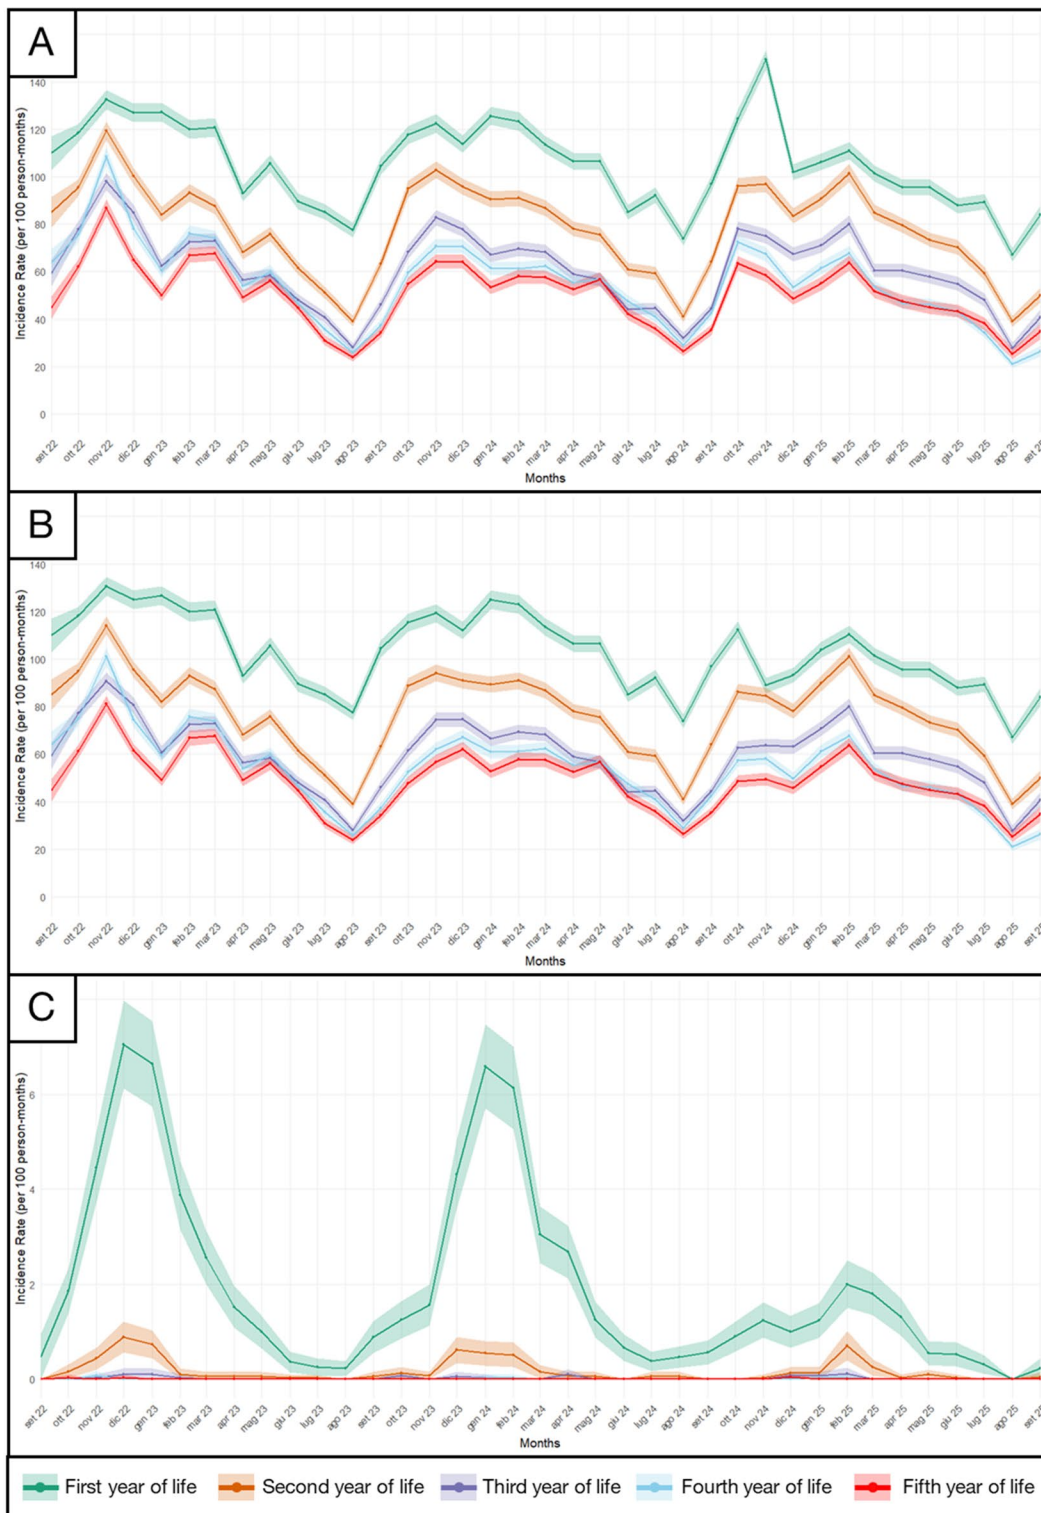 A
Incidence Rate (per 100 person-months)
140
120
100
80
60
40
20
0
set 22 ott 22 nov 22 dic 22 gen 23 feb 23 mar 23 apr 23 mag 23 giu 23 lug 23 ago 23 set 23 ott 23 nov 23 dic 23 gen 24 feb 24 mar 24 apr 24 mag 24 giu 24 lug 24 ago 24 set 24 ott 24 nov 24 dic 24 gen 25 feb 25 mar 25 apr 25 mag 25 giu 25 lug 25 ago 25
Months
B
Incidence Rate (per 100 person-months)
140
120
100
80
60
40
20
0
set 22 ott 22 nov 22 dic 22 gen 23 feb 23 mar 23 apr 23 mag 23 giu 23 lug 23 ago 23 set 23 ott 23 nov 23 dic 23 gen 24 feb 24 mar 24 apr 24 mag 24 giu 24 lug 24 ago 24 set 24 ott 24 nov 24 dic 24 gen 25 feb 25 mar 25 apr 25 mag 25 giu 25 lug 25 ago 25
Months
C
Incidence Rate (per 100 person-months)
6
4
2
0
set 22 ott 22 nov 22 dic 22 gen 23 feb 23 mar 23 apr 23 mag 23 giu 23 lug 23 ago 23 set 23 ott 23 nov 23 dic 23 gen 24 feb 24 mar 24 apr 24 mag 24 giu 24 lug 24 ago 24 set 24 ott 24 nov 24 dic 24 gen 25 feb 25 mar 25 apr 25 mag 25 giu 25 lug 25 ago 25
Months
First year of life Second year of life Third year of life Fourth year of life Fifth year of life